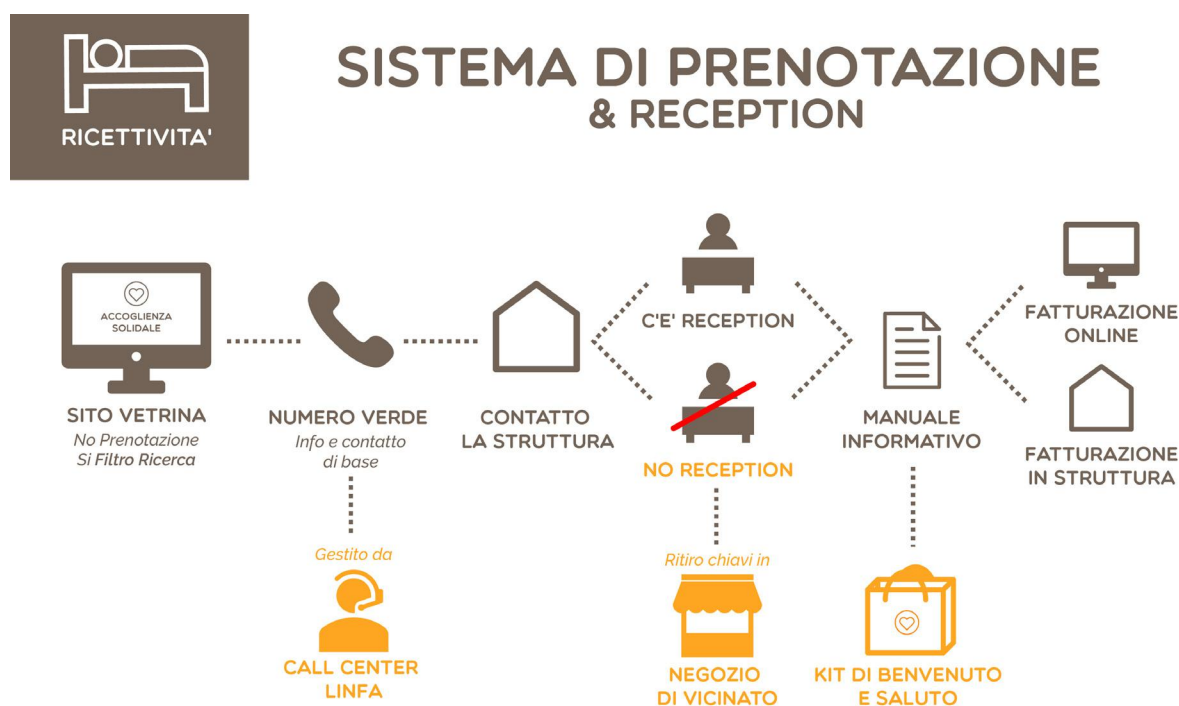 RICETTIVITA'
SISTEMA DI PRENOTAZIONE
& RECEPTION
ACCOGLIENZA
SOLIDALE
SITO VETRINA
No Prenotazione
Si Filtro Ricerca
NUMERO VERDE
Info e contatto
di base
Gestito da
CALL CENTER
LINFA
CONTATTO
LA STRUTTURA
C'E' RECEPTION
NO RECEPTION
Ritiro chiavi in
NEGOZIO
DI VICINATO
MANUALE
INFORMATIVO
KIT DI BENVENUTO
E SALUTO
FATTURAZIONE
ONLINE
FATTURAZIONE
IN STRUTTURA